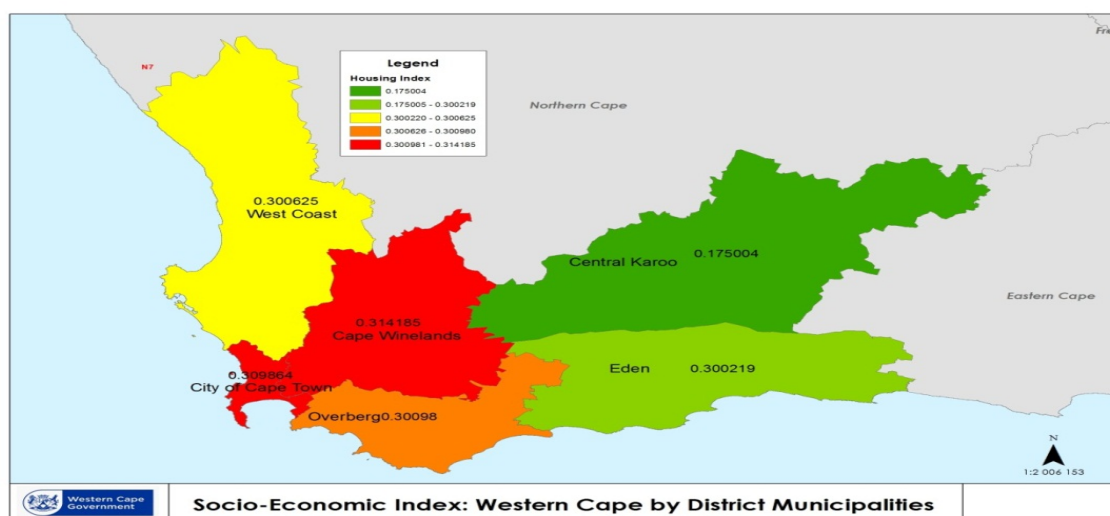 N7
Legend
Housing Index
0.175004
0.175005 - 0.300219
0.300220 - 0.300625
0.300626 - 0.300980
0.300981 - 0.314185
Northern Cape
0.300625
West Coast
Central Karoo 0.175004
Eastern Cape
0.314185
Cape Winelands
0.309864
City of Cape Town
Eden 0.300219
Overberg 0.30098
N
1:2 006 153
Western Cape
Government
Socio-Economic Index: Western Cape by District Municipalities